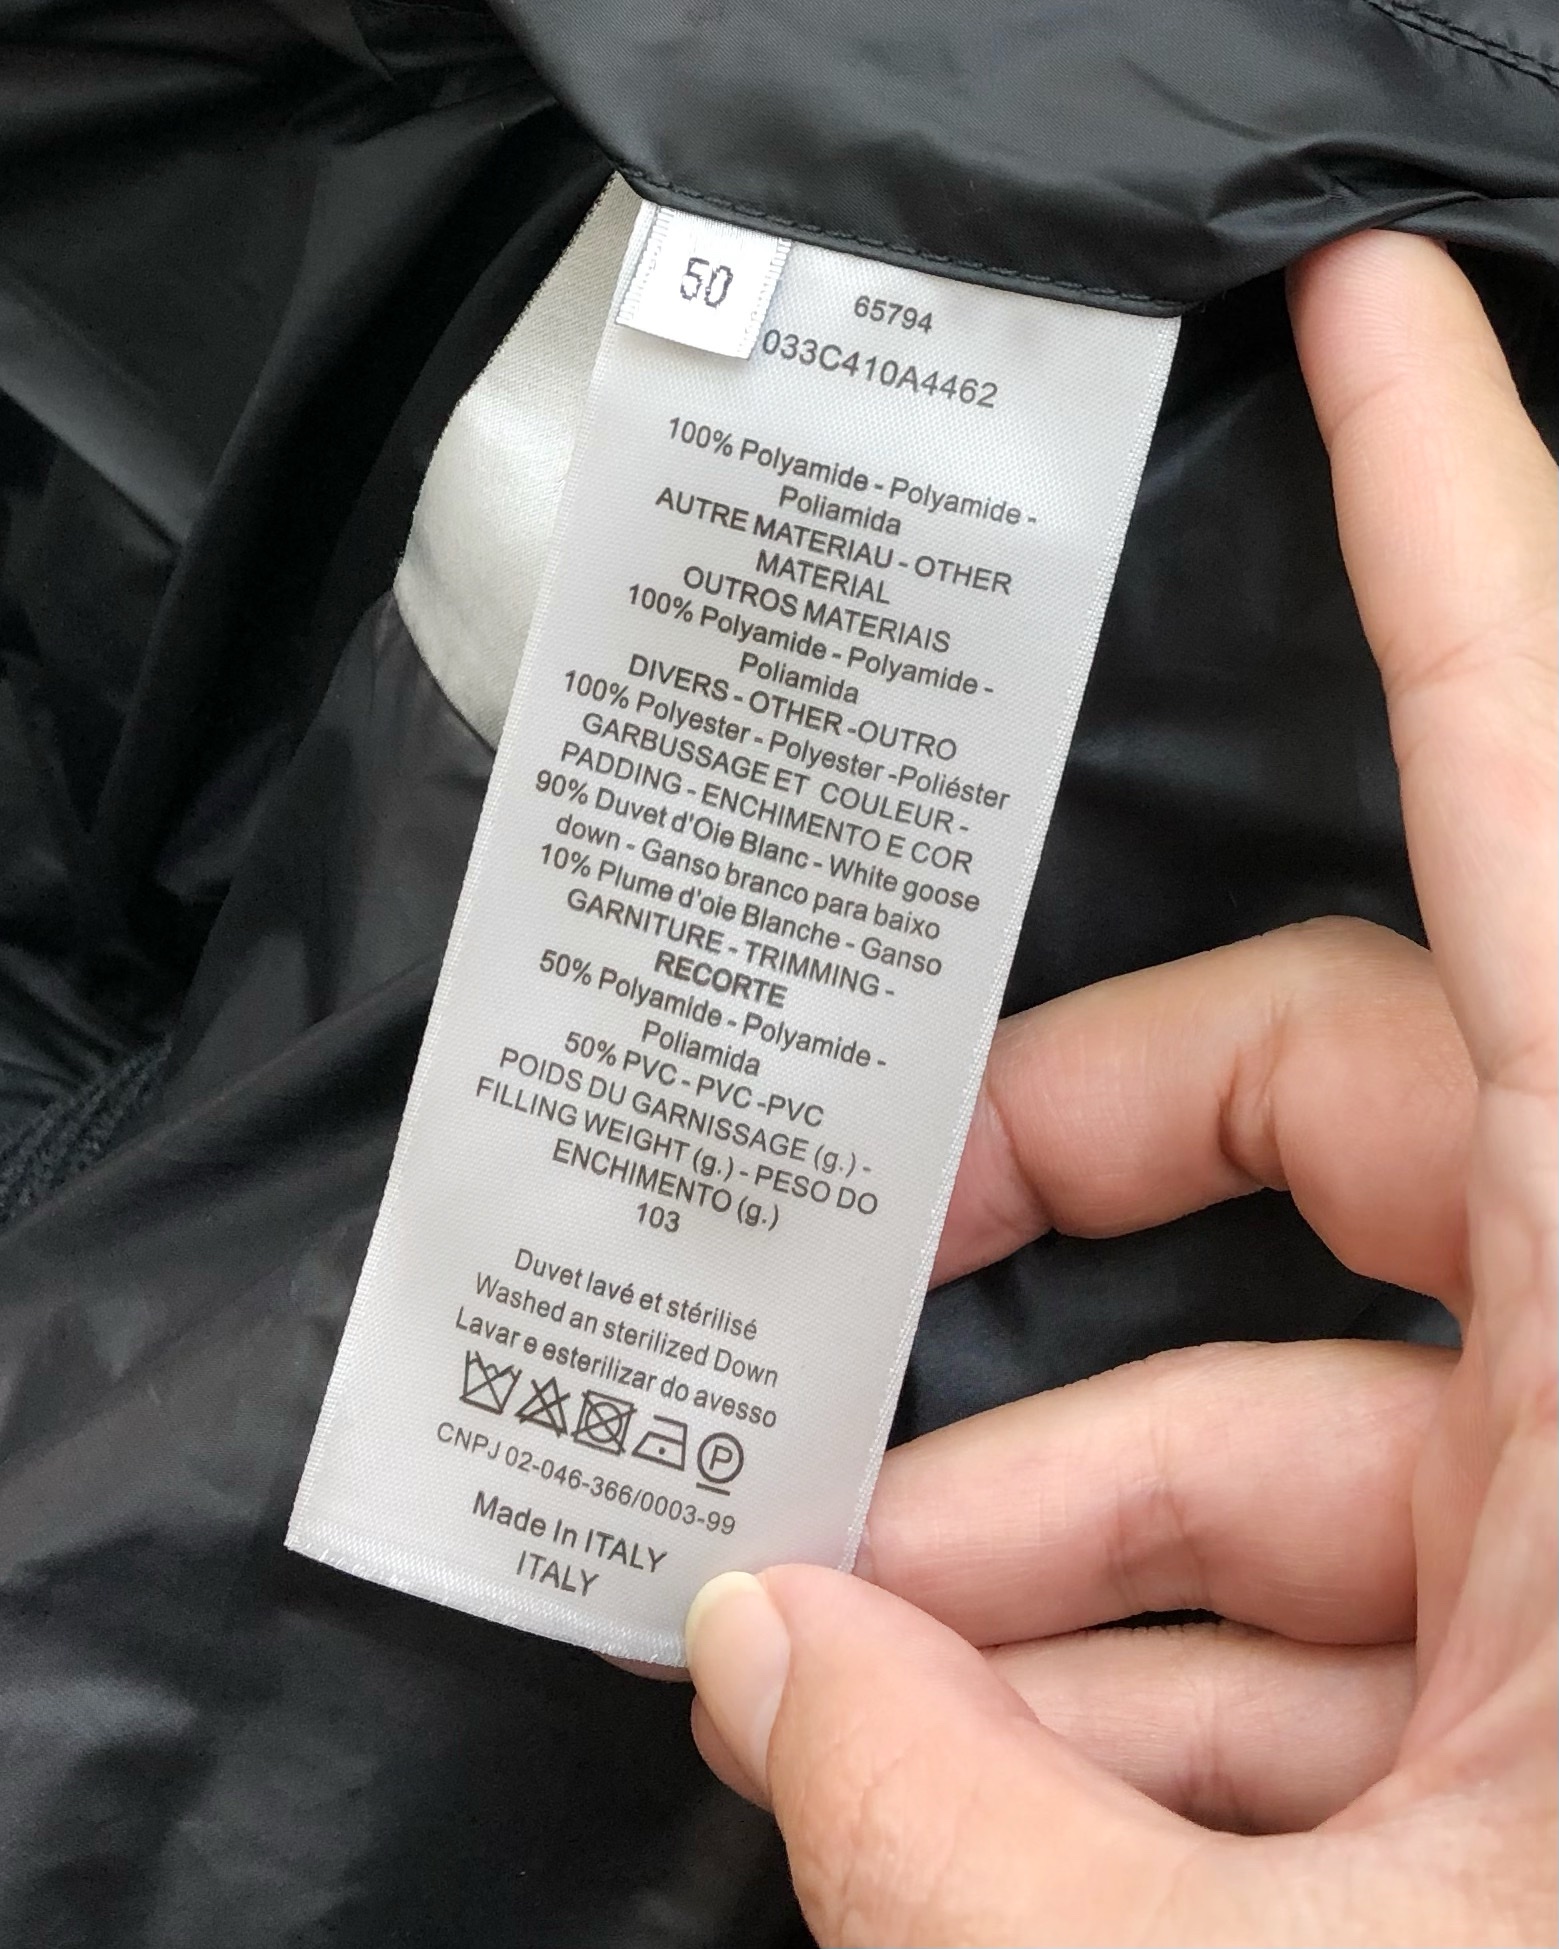 50
65794
033C410A4462
100% Polyamide - Polyamide -
Poliamida
AUTRE MATERIAU - OTHER
MATERIAL
OUTROS MATERIAIS
100% Polyamide - Polyamide -
Poliamida
DIVERS - OTHER -OUTRO
100% Polyester - Polyester -Poliéster
GARBUSSAGE ET COULEUR -
PADDING - ENCHIMENTO E COR
90% Duvet d'Oie Blanc - White goose
down - Ganso branco para baixo
10% Plume d'oie Blanche - Ganso
GARNITURE - TRIMMING -
RECORTE
50% Polyamide - Polyamide -
Poliamida
50% PVC - PVC -PVC
POIDS DU GARNISSAGE (g.) -
FILLING WEIGHT (g.) - PESO DO
ENCHIMENTO (g.)
103
Duvet lavé et stérilisé
Washed an sterilized Down
Lavar e esterilizar do avesso
P
CNPJ 02-046-366/0003-99
Made In ITALY
ITALY